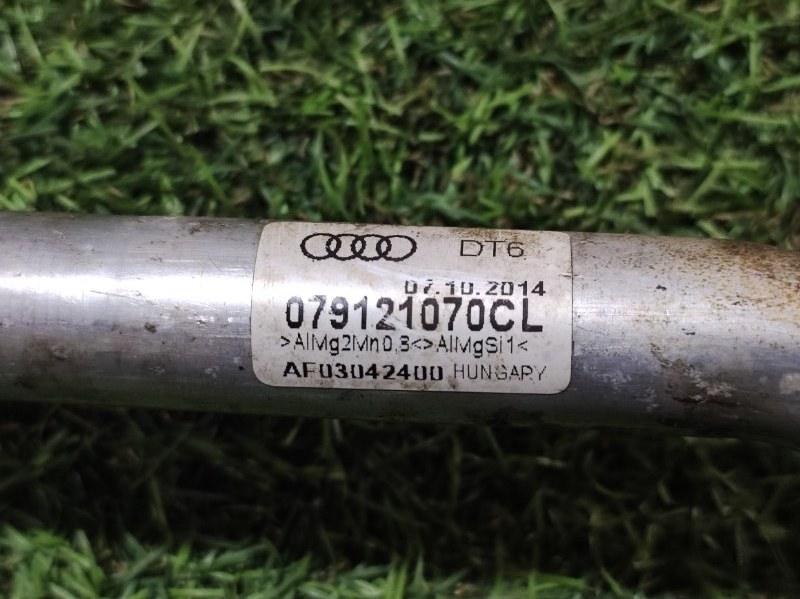 DT6
07.10.2014
079121070CL
>AlMg2Mn0,8<>AlMgSi1<
AF03042400 HUNGARY